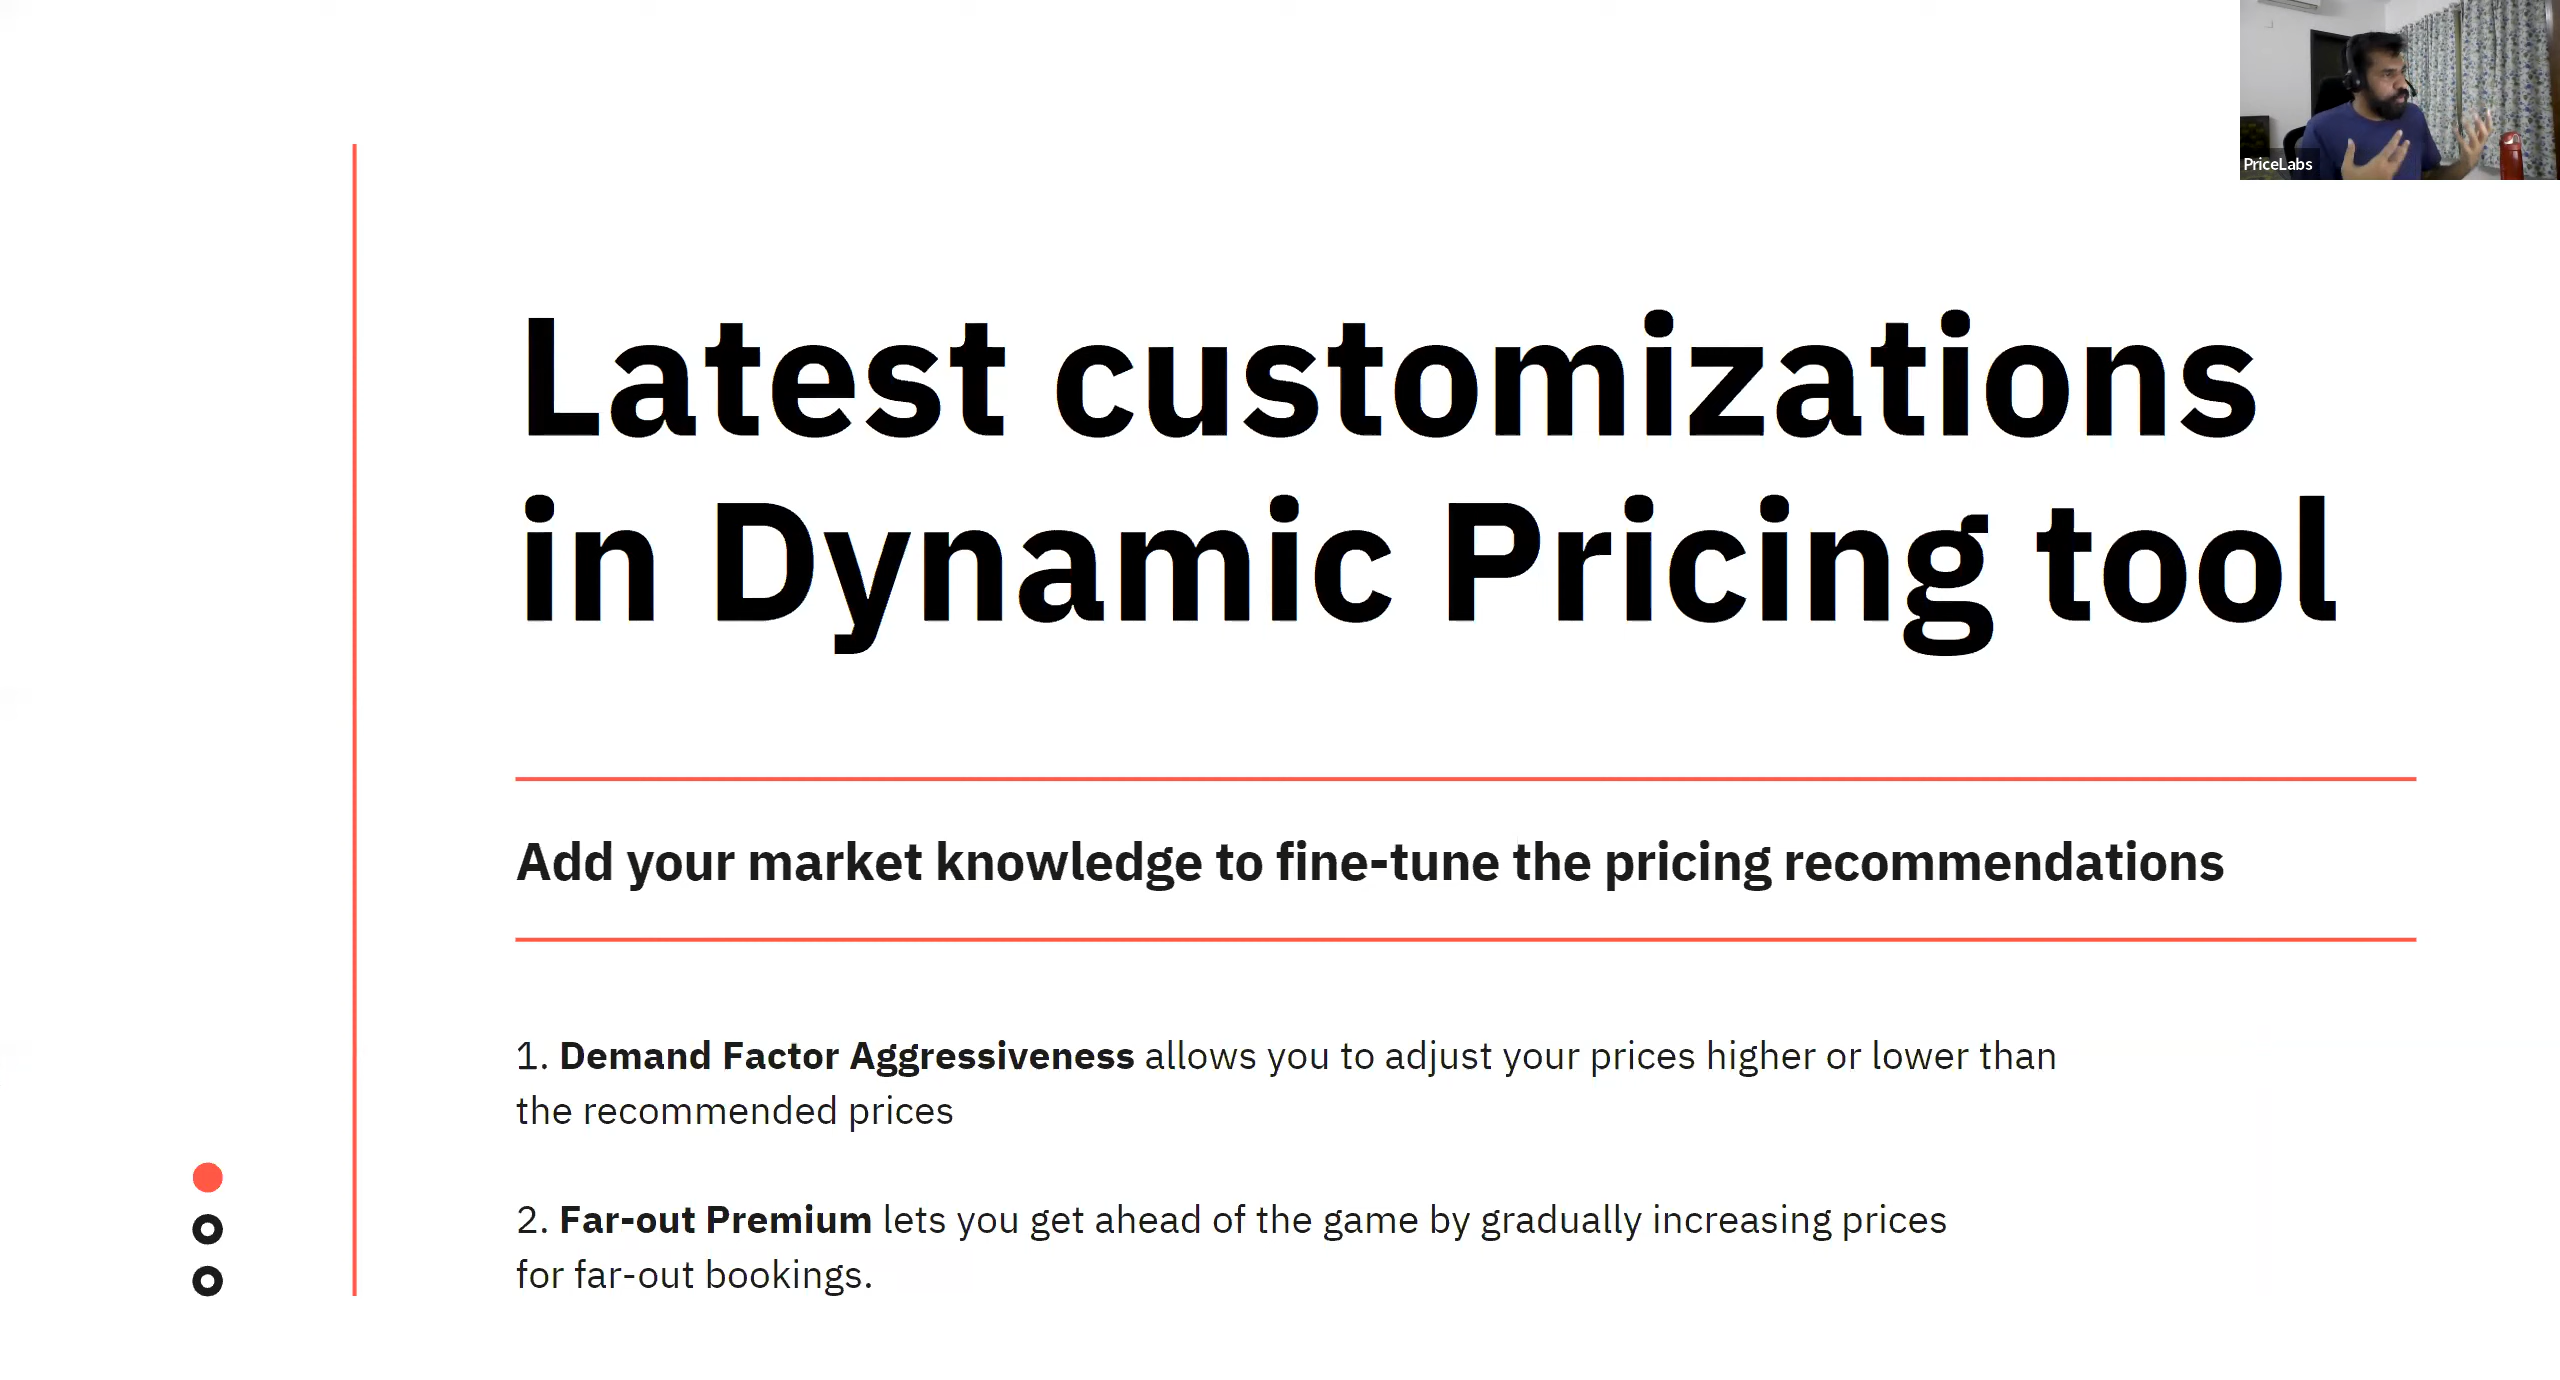 PriceLabs
Latest customizations
in Dynamic Pricing tool
Add your market knowledge to fine-tune the pricing recommendations
1. Demand Factor Aggressiveness allows you to adjust your prices higher or lower than
the recommended prices
2. Far-out Premium lets you get ahead of the game by gradually increasing prices
for far-out bookings.